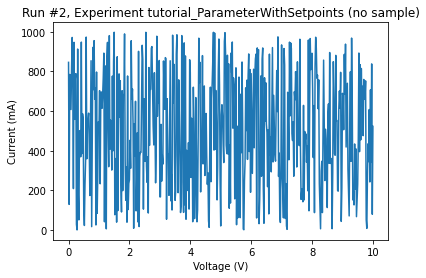 Run #2, Experiment tutorial_ParameterWithSetpoints (no sample)
1000
800
600
400
200
0
Current (mA)
0 2 4 6 8 10
Voltage (V)